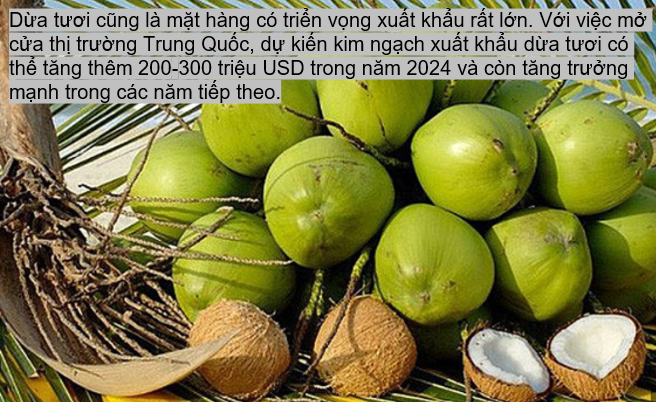 Dừa tươi cũng là mặt hàng có triển vọng xuất khẩu rất lớn. Với việc mở
cửa thị trường Trung Quốc, dự kiến kim ngạch xuất khẩu dừa tươi có
thể tăng thêm 200-300 triệu USD trong năm 2024 và còn tăng trưởng
mạnh trong các năm tiếp theo.